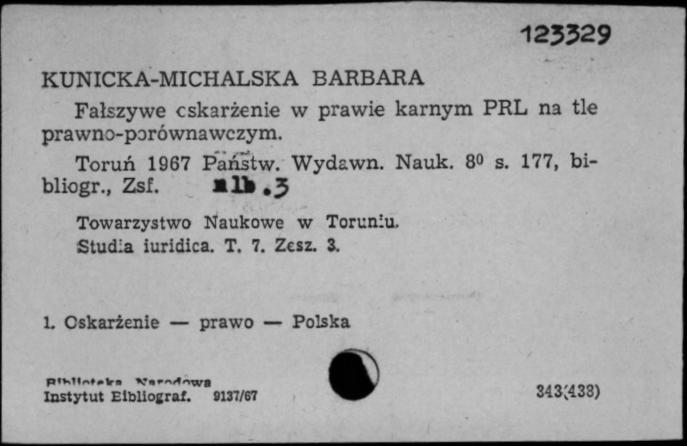 123329
KUNICKA-MICHALSKA BARBARA
Fałszywe oskarżenie w prawie karnym PRL na tle
prawno-porównawczym.
Toruń 1967 Państw. Wydawn. Nauk. 8⁰ s. 177, bi-
bliogr., Zsf. nlb.3
Towarzystwo Naukowe w Toruniu.
Studia iuridica. T. 7. Zesz. 3.
1. Oskarżenie — prawo — Polska
Biblioteka Narodowa
Instytut Bibliograf. 9137/67
343(438)